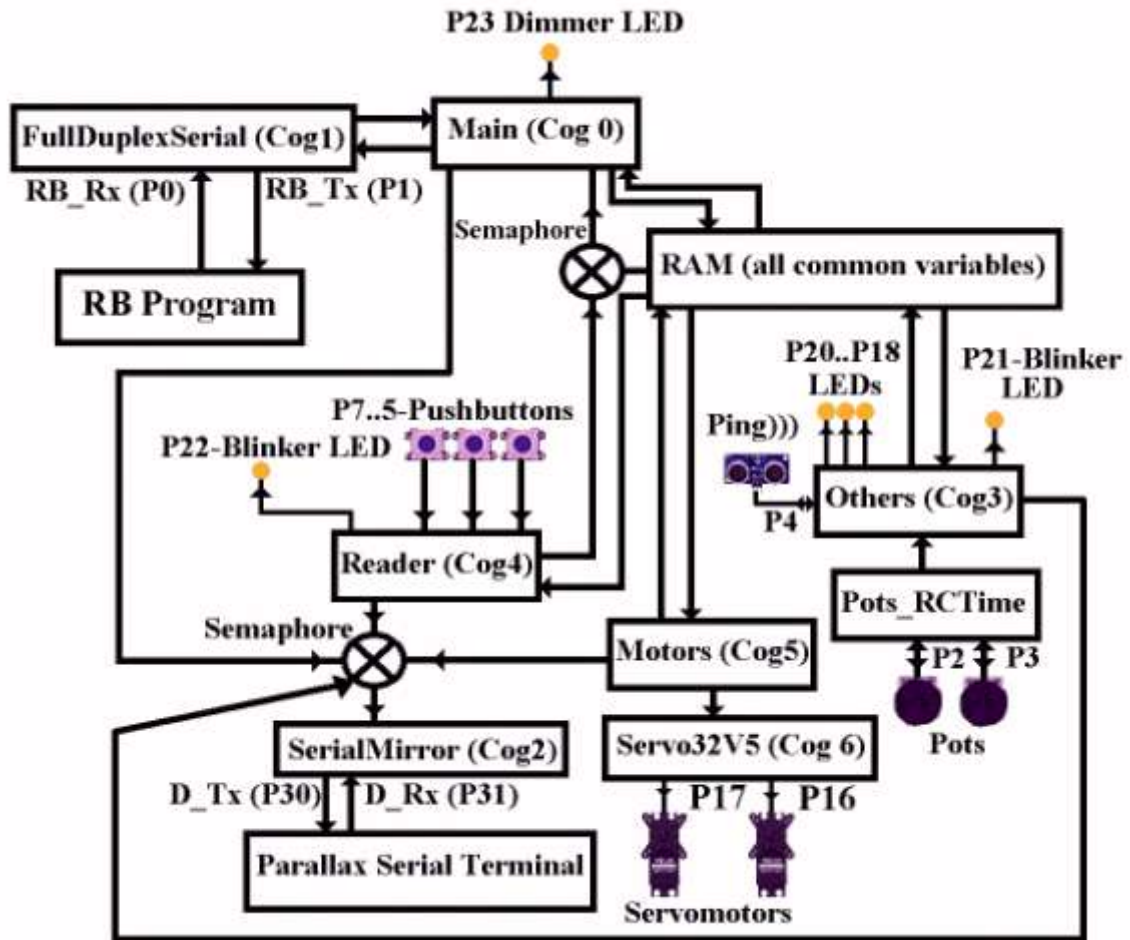 P23 Dimmer LED
FullDuplexSerial (Cog1)
Main (Cog 0)
RB_Rx (P0)
RB_Tx (P1)
Semaphore
RAM (all common variables)
RB Program
P20..P18
LEDs
P21-Blinker
LED
P7..5-Pushbuttons
P22-Blinker LED
Ping)))
P4
Others (Cog3)
Reader (Cog4)
Pots_RCTime
Semaphore
Motors (Cog5)
P2
P3
Pots
SerialMirror (Cog2)
Servo32V5 (Cog 6)
D_Tx (P30)
D_Rx (P31)
P17
P16
Parallax Serial Terminal
Servomotors